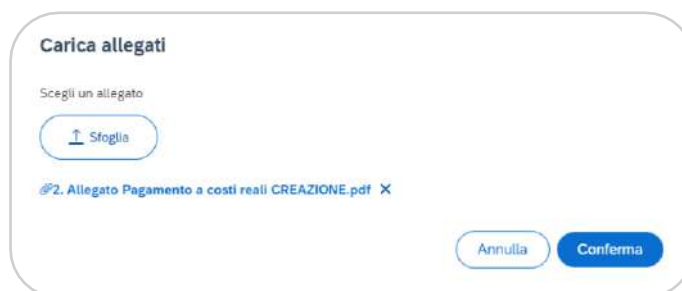 Carica allegati
Scegli un allegato
Sfoglia
2. Allegato Pagamento a costi reali CREAZIONE.pdf
Annulla Conferma